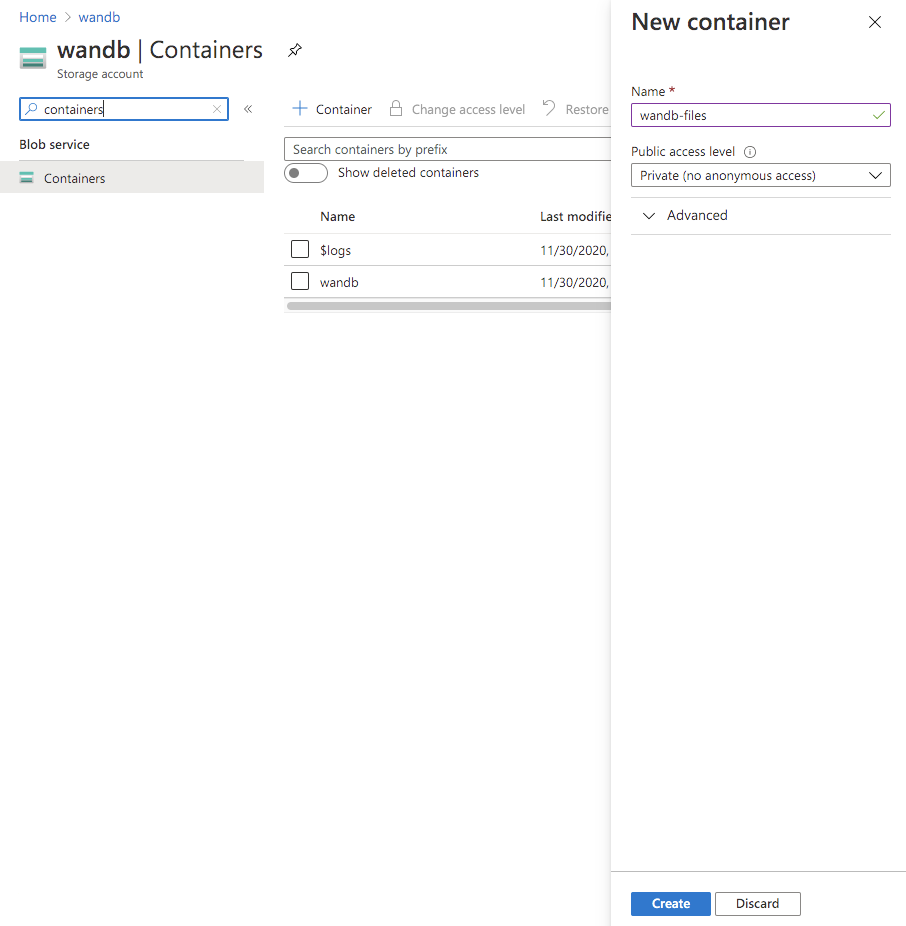 Home > wandb
wandb | Containers
Storage account
containers
«
Blob service
Containers
+ Container Change access level Restore
Search containers by prefix
Show deleted containers
Name Last modifie
$logs 11/30/2020,
wandb 11/30/2020,
New container
Name *
wandb-files
Public access level
Private (no anonymous access)
Advanced
Create Discard